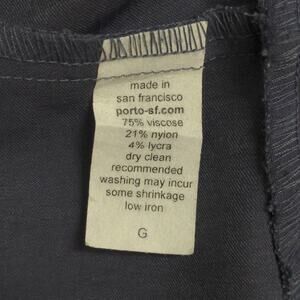 made in
san francisco
porto-sf.com
75% viscose
21% nylon
4% lycra
dry clean
recommended
washing may incur
some shrinkage
low iron
G